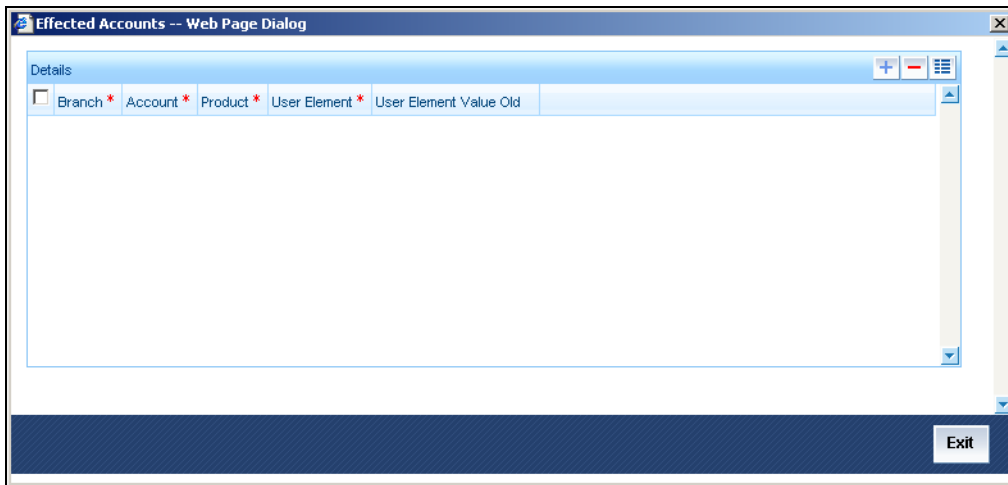 Effected Accounts -- Web Page Dialog
Details
Branch * Account * Product * User Element * User Element Value Old
Exit